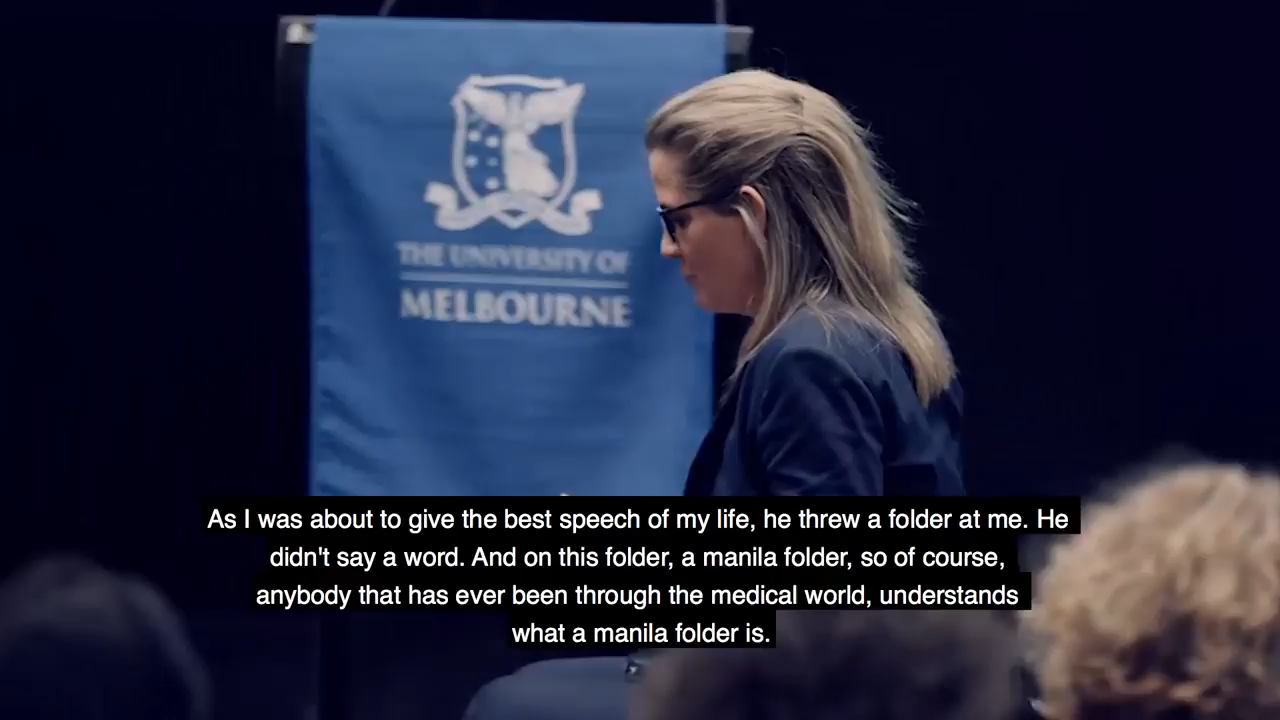 THE UNIVERSITY OF
MELBOURNE
As I was about to give the best speech of my life, he threw a folder at me. He
didn't say a word. And on this folder, a manila folder, so of course,
anybody that has ever been through the medical world, understands
what a manila folder is.